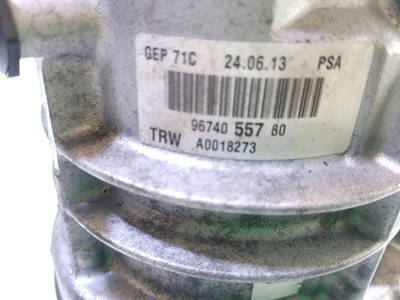 GEP 71C 24.06.13 PSA
96740 557 80
TRW A0018273